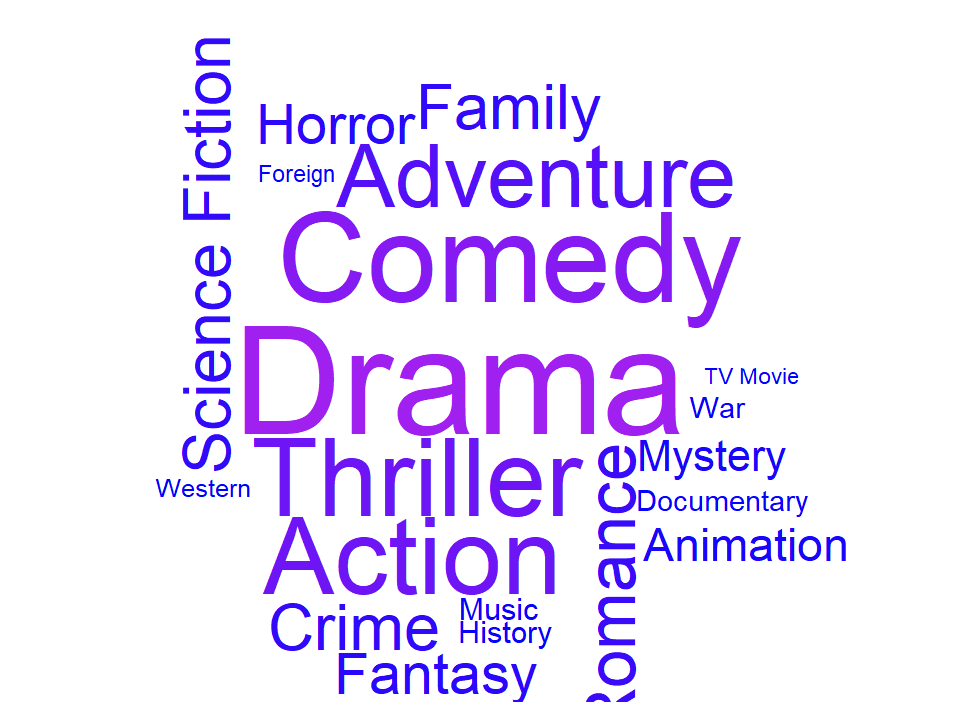 Science Fiction
Horror
Family
Foreign
Adventure
Comedy
Drama
TV Movie
War
Thriller
Mystery
Western
Documentary
Action
Animation
Romance
Crime
Music
History
Fantasy